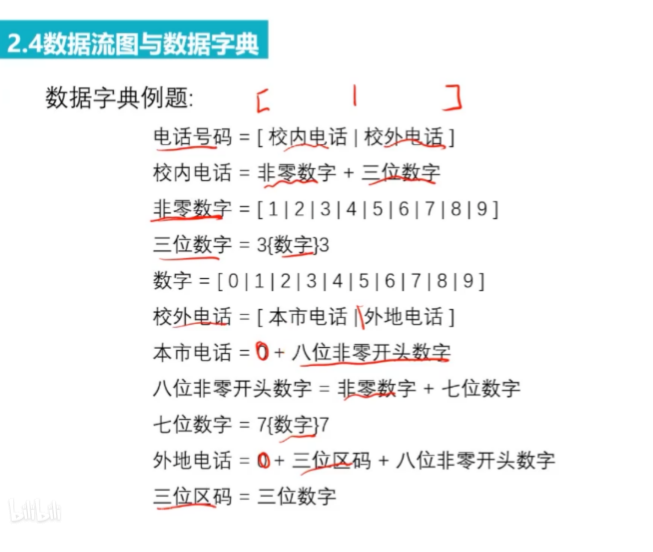 2.4数据流图与数据字典
数据字典例题:
[ | ]
电话号码 = [ 校内电话 | 校外电话 ]
校内电话 = 非零数字 + 三位数字
非零数字 = [ 1 | 2 | 3 | 4 | 5 | 6 | 7 | 8 | 9 ]
三位数字 = 3{数字}3
数字 = [ 0 | 1 | 2 | 3 | 4 | 5 | 6 | 7 | 8 | 9 ]
校外电话 = [ 本市电话 | 外地电话 ]
本市电话 = 0 + 八位非零开头数字
八位非零开头数字 = 非零数字 + 七位数字
七位数字 = 7{数字}7
外地电话 = 0 + 三位区码 + 八位非零开头数字
三位区码 = 三位数字
bilibili